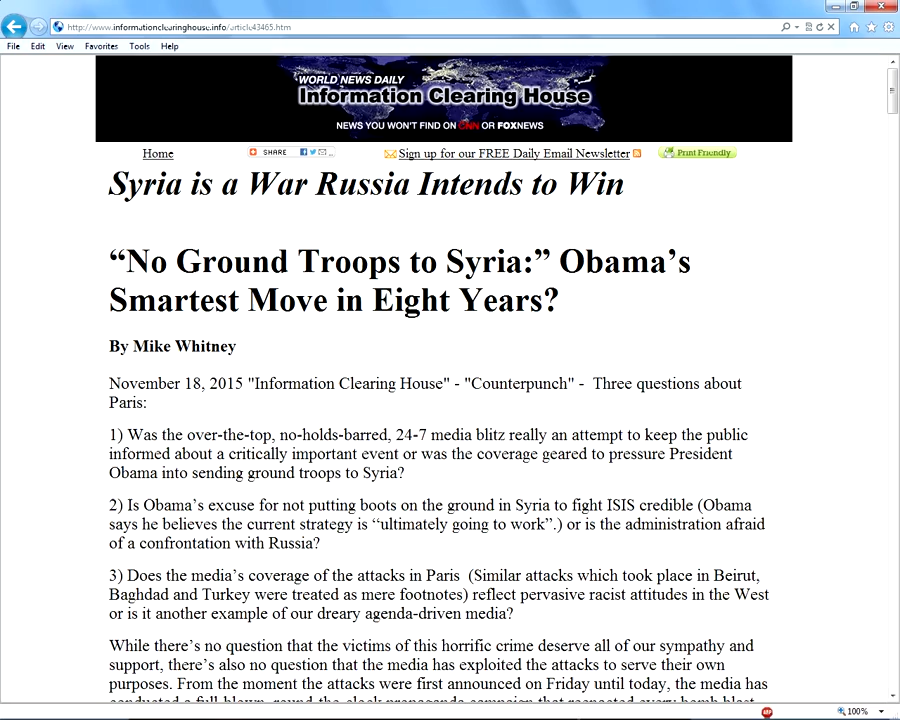 http://www.informationclearinghouse.info/article43465.htm
File Edit View Favorites Tools Help
WORLD NEWS DAILY
Information Clearing House
NEWS YOU WON'T FIND ON CNN OR FOXNEWS
Home SHARE Sign up for our FREE Daily Email Newsletter Print Friendly
Syria is a War Russia Intends to Win
“No Ground Troops to Syria:” Obama’s
Smartest Move in Eight Years?
By Mike Whitney
November 18, 2015 "Information Clearing House" - "Counterpunch" - Three questions about
Paris:
1) Was the over-the-top, no-holds-barred, 24-7 media blitz really an attempt to keep the public
informed about a critically important event or was the coverage geared to pressure President
Obama into sending ground troops to Syria?
2) Is Obama’s excuse for not putting boots on the ground in Syria to fight ISIS credible (Obama
says he believes the current strategy is “ultimately going to work”.) or is the administration afraid
of a confrontation with Russia?
3) Does the media’s coverage of the attacks in Paris (Similar attacks which took place in Beirut,
Baghdad and Turkey were treated as mere footnotes) reflect pervasive racist attitudes in the West
or is it another example of our dreary agenda-driven media?
While there’s no question that the victims of this horrific crime deserve all of our sympathy and
support, there’s also no question that the media has exploited the attacks to serve their own
purposes. From the moment the attacks were first announced on Friday until today, the media has
conducted a full-blown, round-the-clock propaganda campaign that
ABP 100%